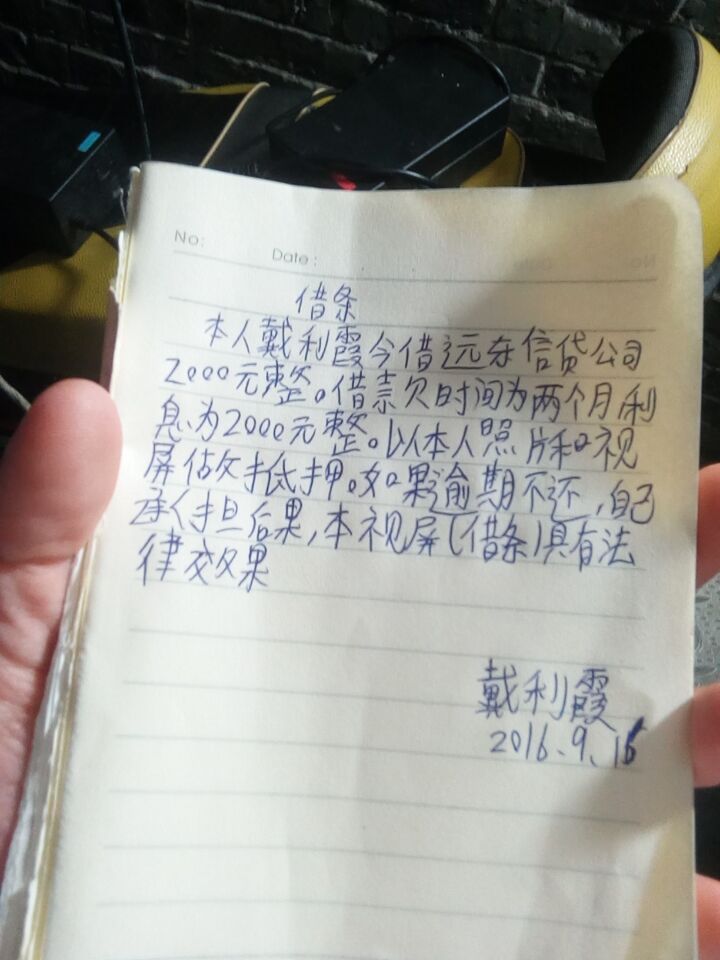 No:
Date:
借条
本人戴利霞今借远东信贷公司
2000元整。借款欠时间为两个月利
息为2000元整。以本人照片和视
屏做抵押。如果逾期不还,自己
承担后果,本视屏(借条)具有法
律效果
戴利霞
2016.9.16